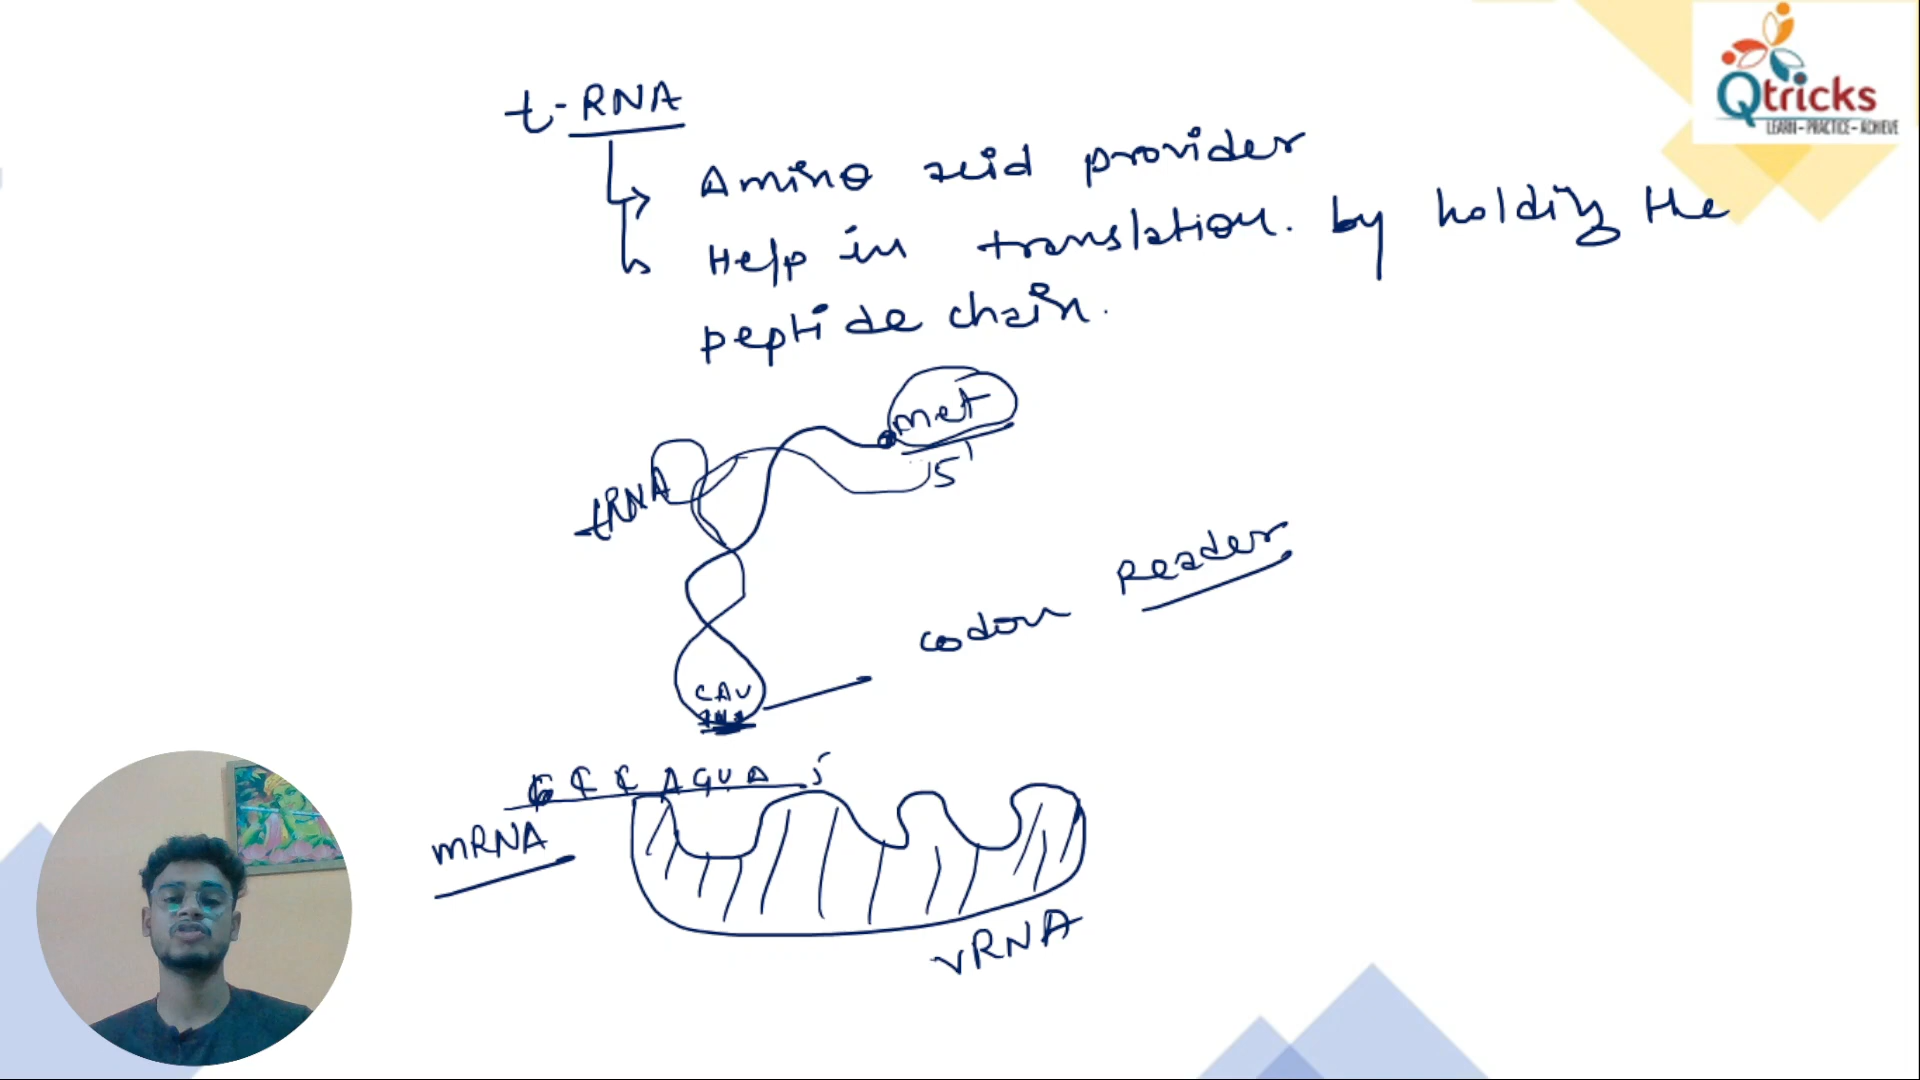 Qtricks
LEARN - PRACTICE - ACHIEVE
t-RNA
Amino acid provider
Help in translation. by holding the
peptide chain.
met
5'
tRNA
codon Reader
CAU
A G U A 5'
mRNA
rRNA